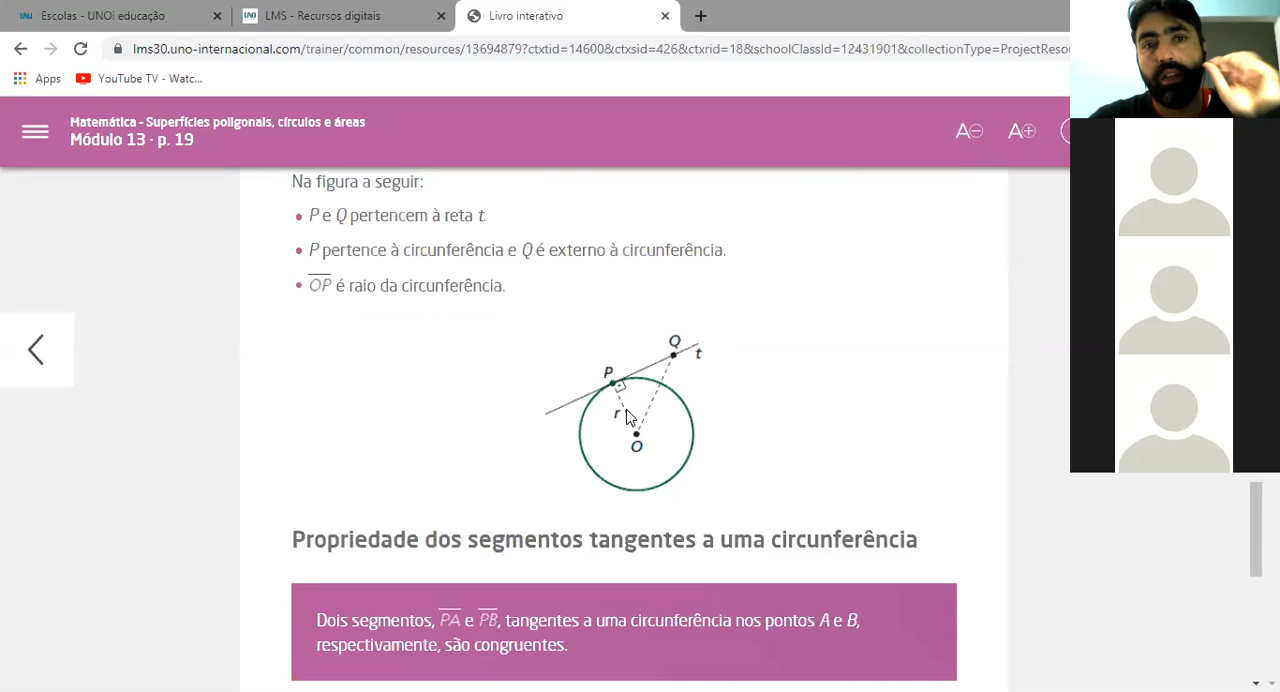 UNO Escolas - UNOi educação
UNO LMS - Recursos digitais
Livro interativo
lms30.uno-internacional.com/trainer/common/resources/13694879?ctxtid=14600&ctxsid=426&ctxrid=18&schoolClassId=12431901&collectionType=ProjectResou
Apps
YouTube TV - Watc...
Matemática - Superfícies poligonais, círculos e áreas
Módulo 13 · p. 19
A A
Na figura a seguir:
• P e Q pertencem à reta t.
• P pertence à circunferência e Q é externo à circunferência.
• OP é raio da circunferência.
Q
t
P
r
O
Propriedade dos segmentos tangentes a uma circunferência
Dois segmentos, PA e PB, tangentes a uma circunferência nos pontos A e B,
respectivamente, são congruentes.